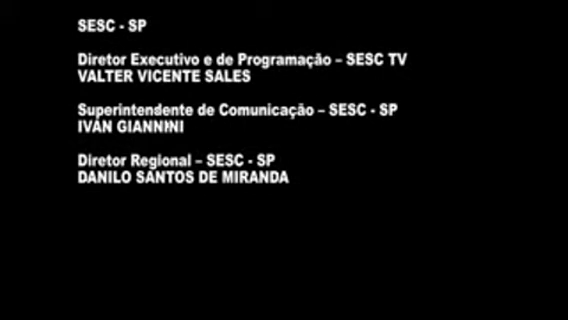 SESC - SP
Diretor Executivo e de Programação – SESC TV
VALTER VICENTE SALES
Superintendente de Comunicação – SESC - SP
IVAN GIANNINI
Diretor Regional – SESC - SP
DANILO SANTOS DE MIRANDA